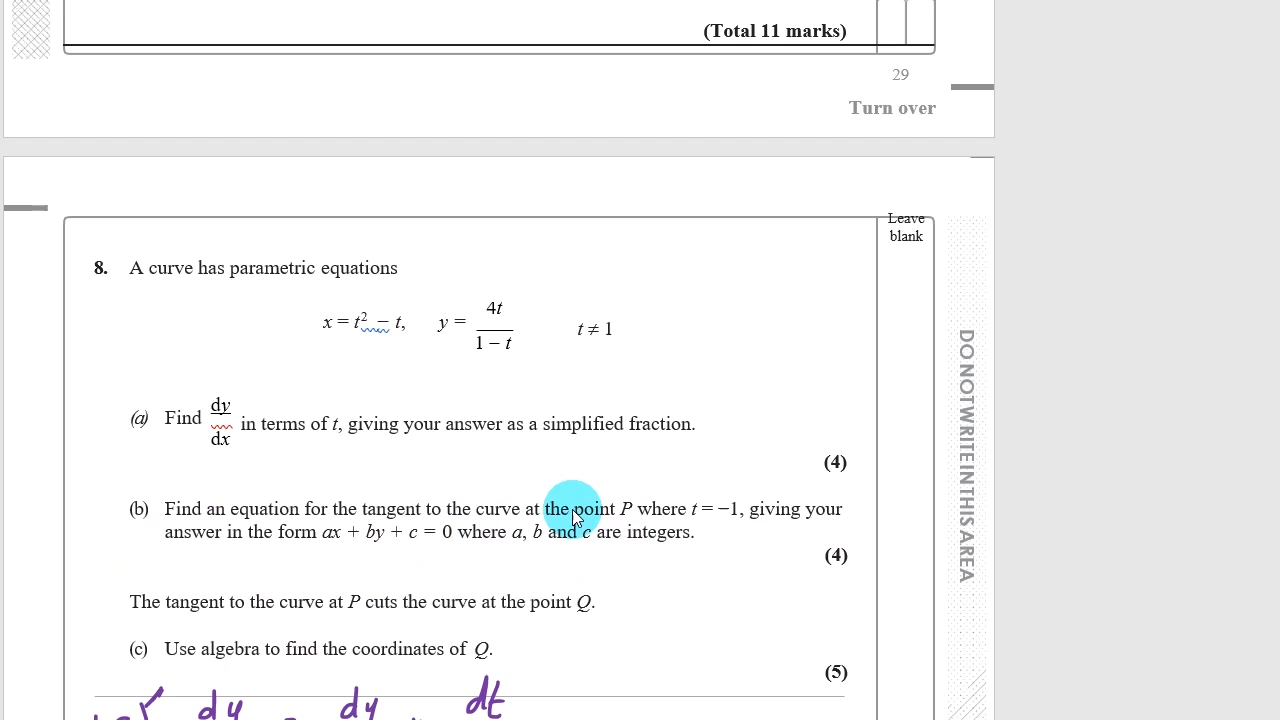 (Total 11 marks)
29
Turn over
Leave
blank
8. A curve has parametric equations
x = t² − t, y = 4t / 1 − t t ≠ 1
(a) Find dy/dx in terms of t, giving your answer as a simplified fraction.
(4)
(b) Find an equation for the tangent to the curve at the point P where t = −1, giving your
answer in the form ax + by + c = 0 where a, b and c are integers.
(4)
The tangent to the curve at P cuts the curve at the point Q.
(c) Use algebra to find the coordinates of Q.
(5)
dy dy dt
DO NOT WRITE IN THIS AREA